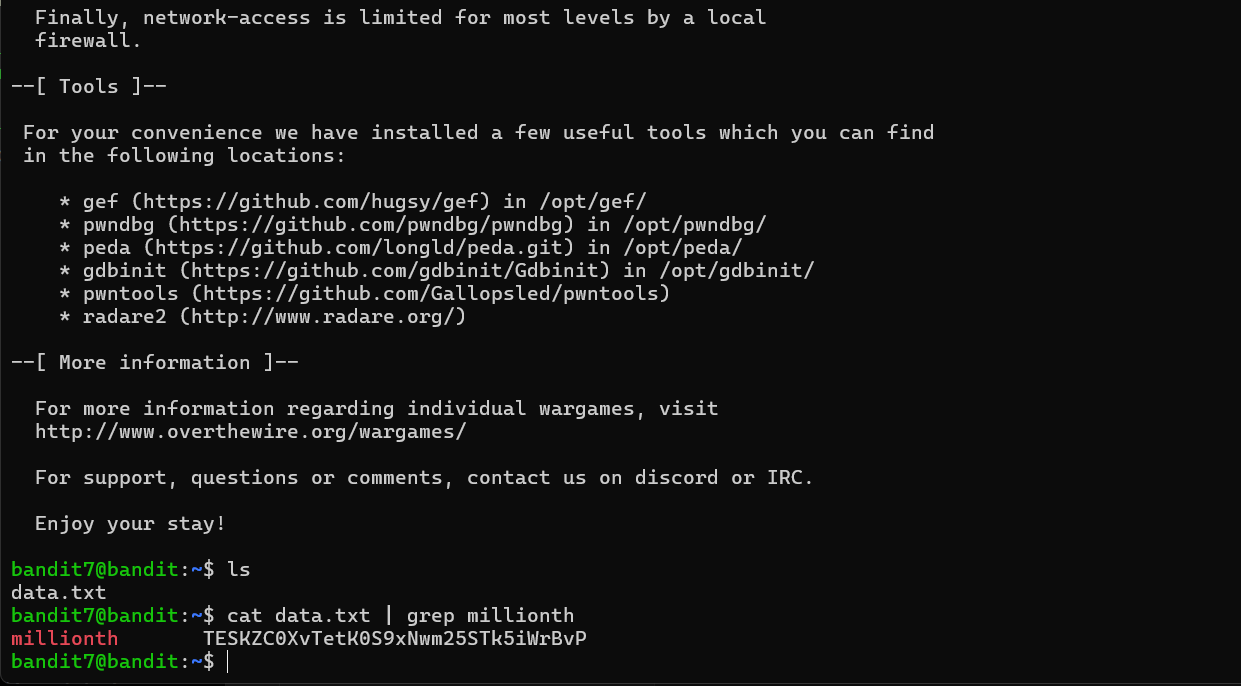 Finally, network-access is limited for most levels by a local
firewall.
--[ Tools ]--
For your convenience we have installed a few useful tools which you can find
in the following locations:
* gef (https://github.com/hugsy/gef) in /opt/gef/
* pwndbg (https://github.com/pwndbg/pwndbg) in /opt/pwndbg/
* peda (https://github.com/longld/peda.git) in /opt/peda/
* gdbinit (https://github.com/gdbinit/Gdbinit) in /opt/gdbinit/
* pwntools (https://github.com/Gallopsled/pwntools)
* radare2 (http://www.radare.org/)
--[ More information ]--
For more information regarding individual wargames, visit
http://www.overthewire.org/wargames/
For support, questions or comments, contact us on discord or IRC.
Enjoy your stay!
bandit7@bandit:~$ ls
data.txt
bandit7@bandit:~$ cat data.txt | grep millionth
millionth TESKZC0XvTetK0S9xNwm25STk5iWrBvP
bandit7@bandit:~$